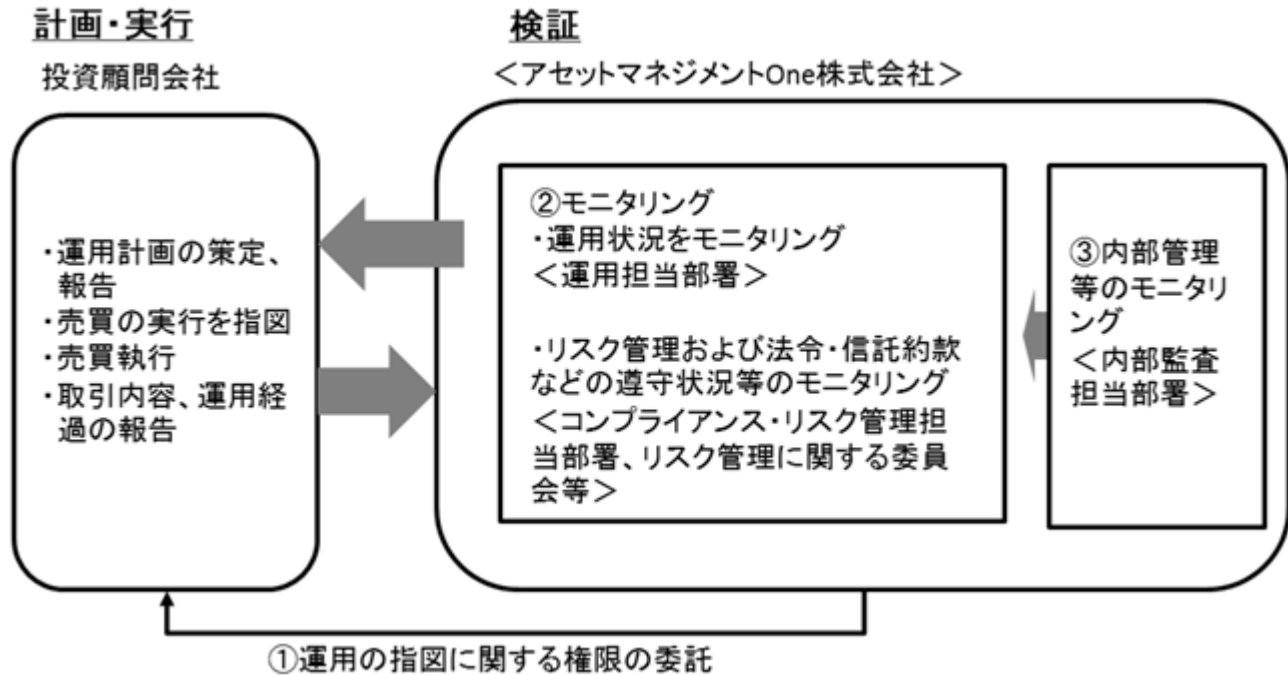 計画・実行
投資顧問会社
・運用計画の策定、
報告
・売買の実行を指図
・売買執行
・取引内容、運用経
過の報告
検証
＜アセットマネジメントOne株式会社＞
②モニタリング
・運用状況をモニタリング
＜運用担当部署＞
・リスク管理および法令・信託約款
などの遵守状況等のモニタリング
＜コンプライアンス・リスク管理担
当部署、リスク管理に関する委員
会等＞
③内部管理
等のモニタリ
ング
＜内部監査
担当部署＞
①運用の指図に関する権限の委託